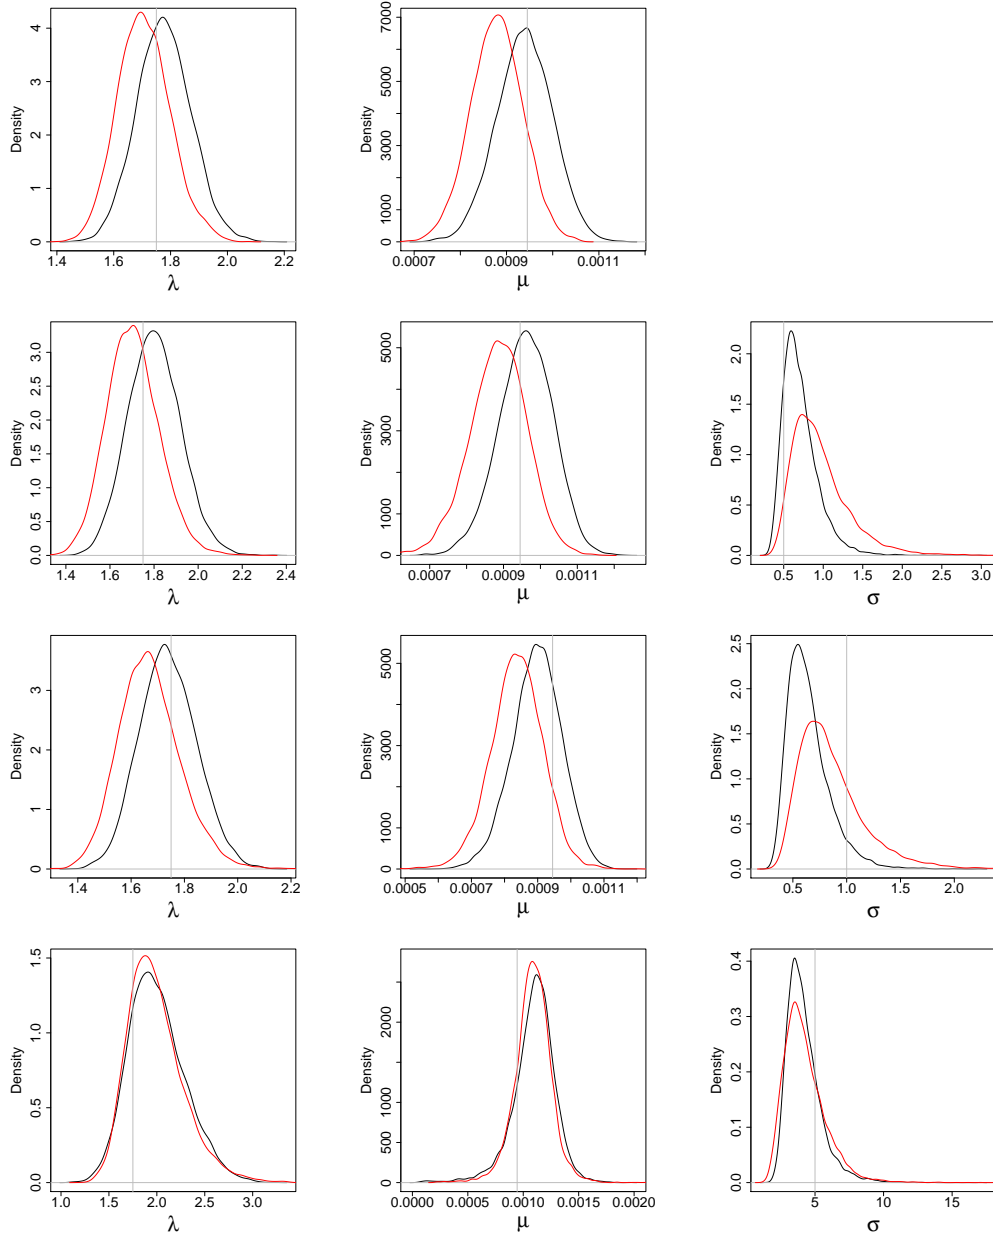 Density
0 1 2 3 4
1.4 1.6 1.8 2.0 2.2
λ
Density
0 1000 3000 5000 7000
0.0007 0.0009 0.0011
μ
Density
0.0 0.5 1.0 1.5 2.0 2.5 3.0
1.4 1.6 1.8 2.0 2.2 2.4
λ
Density
0 1000 3000 5000
0.0007 0.0009 0.0011
μ
Density
0.0 0.5 1.0 1.5 2.0
0.5 1.0 1.5 2.0 2.5 3.0
σ
Density
0 1 2 3
1.4 1.6 1.8 2.0 2.2
λ
Density
0 1000 3000 5000
0.0005 0.0007 0.0009 0.0011
μ
Density
0.0 0.5 1.0 1.5 2.0 2.5
0.5 1.0 1.5 2.0
σ
Density
0.0 0.5 1.0 1.5
1.0 1.5 2.0 2.5 3.0
λ
Density
0 500 1000 2000
0.0000 0.0005 0.0010 0.0015 0.0020
μ
Density
0.0 0.1 0.2 0.3 0.4
5 10 15
σ